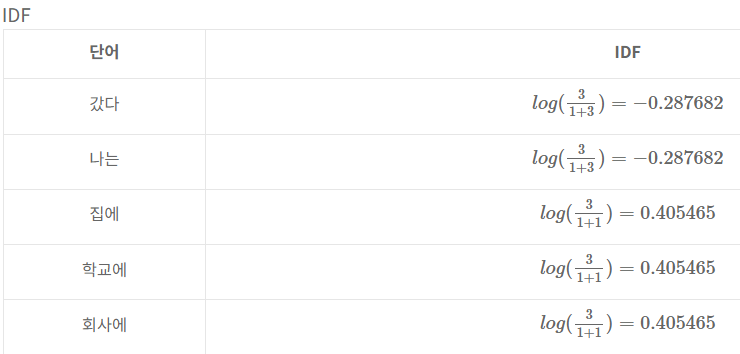 IDF
단어 IDF
갔다 log(3/(1+3)) = −0.287682
나는 log(3/(1+3)) = −0.287682
집에 log(3/(1+1)) = 0.405465
학교에 log(3/(1+1)) = 0.405465
회사에 log(3/(1+1)) = 0.405465